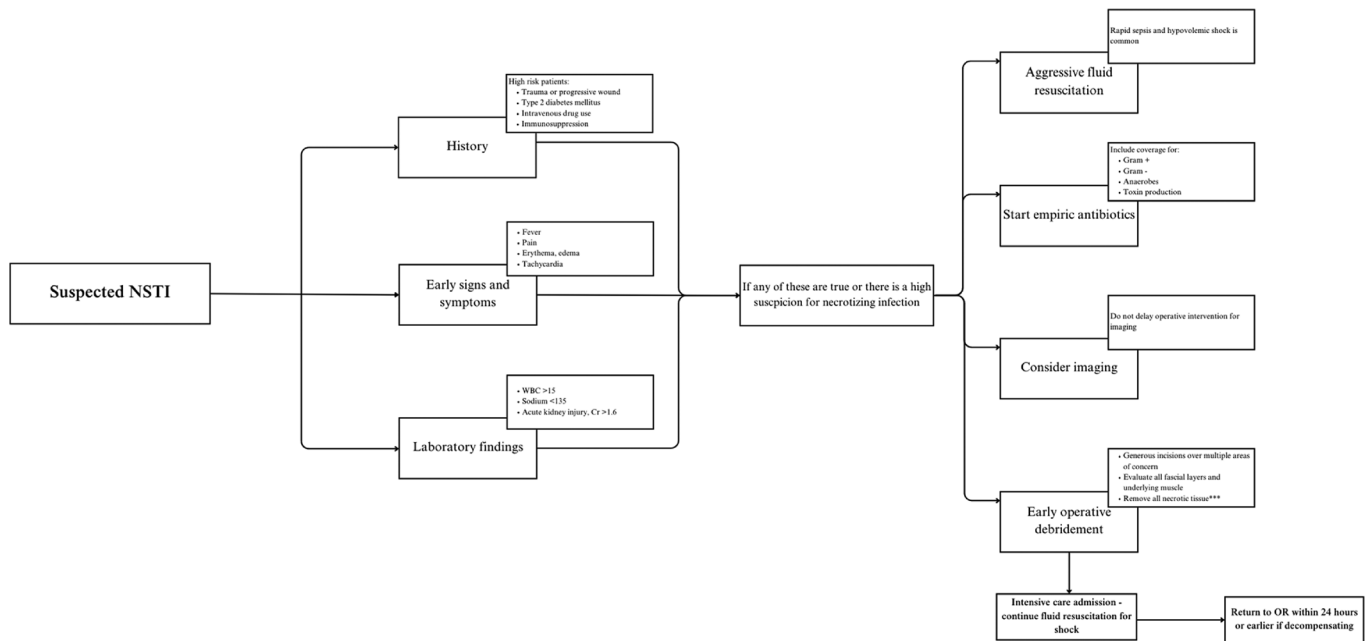 Suspected NSTI
High risk patients:
• Trauma or progressive wound
• Type 2 diabetes mellitus
• Intravenous drug use
• Immunosuppression
History
• Fever
• Pain
• Erythema, edema
• Tachycardia
Early signs and
symptoms
• WBC >15
• Sodium <135
• Acute kidney injury, Cr >1.6
Laboratory findings
If any of these are true or there is a high
suscpicion for necrotizing infection
Rapid sepsis and hypovolemic shock is
common
Aggressive fluid
resuscitation
Include coverage for:
• Gram +
• Gram -
• Anaerobes
• Toxin production
Start empiric antibiotics
Do not delay operative intervention for
imaging
Consider imaging
• Generous incisions over multiple areas
of concern
• Evaluate all fascial layers and
underlying muscle
• Remove all necrotic tissue***
Early operative
debridement
Intensive care admission -
continue fluid resuscitation for
shock
Return to OR within 24 hours
or earlier if decompensating